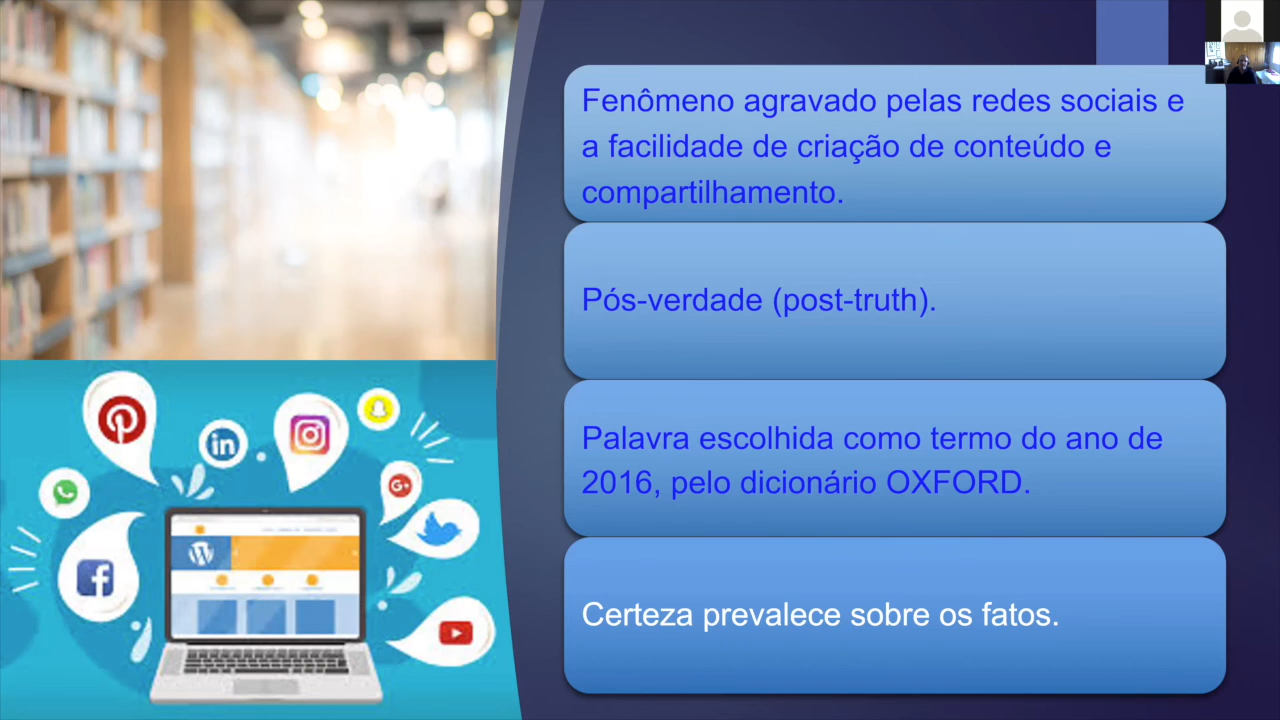 Fenômeno agravado pelas redes sociais e
a facilidade de criação de conteúdo e
compartilhamento.
Pós-verdade (post-truth).
Palavra escolhida como termo do ano de
2016, pelo dicionário OXFORD.
Certeza prevalece sobre os fatos.
in
G+